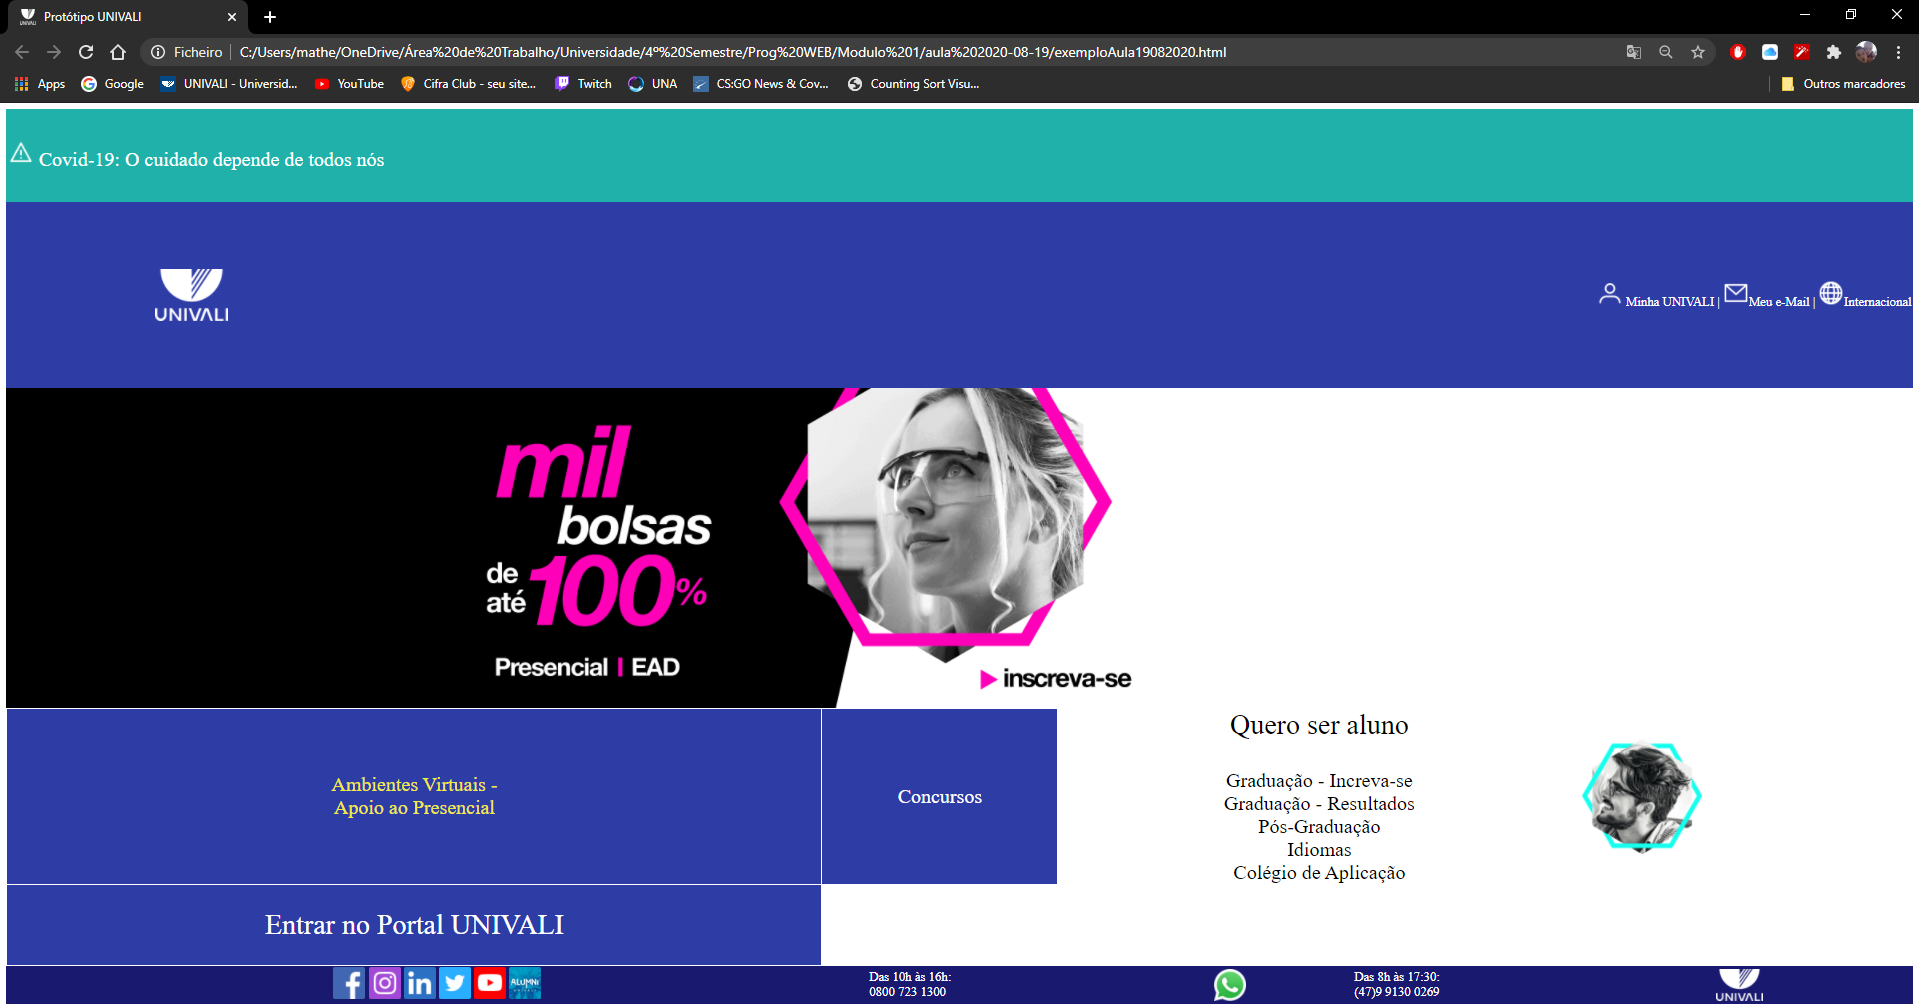 UNIVALI
Protótipo UNIVALI
Ficheiro
C:/Users/mathe/OneDrive/Área%20de%20Trabalho/Universidade/4º%20Semestre/Prog%20WEB/Modulo%201/aula%202020-08-19/exemploAula19082020.html
Apps
Google
UNIVALI - Universid...
YouTube
Cifra Club - seu site...
Twitch
UNA
CS:GO News & Cov...
Counting Sort Visu...
Outros marcadores
Covid-19: O cuidado depende de todos nós
UNIVALI
Minha UNIVALI | Meu e-Mail | Internacional
mil
bolsas
de até 100%
Presencial | EAD
inscreva-se
Ambientes Virtuais -
Apoio ao Presencial
Concursos
Quero ser aluno
Graduação - Increva-se
Graduação - Resultados
Pós-Graduação
Idiomas
Colégio de Aplicação
Entrar no Portal UNIVALI
ALUMNI
Das 10h às 16h:
0800 723 1300
Das 8h às 17:30:
(47)9 9130 0269
UNIVALI